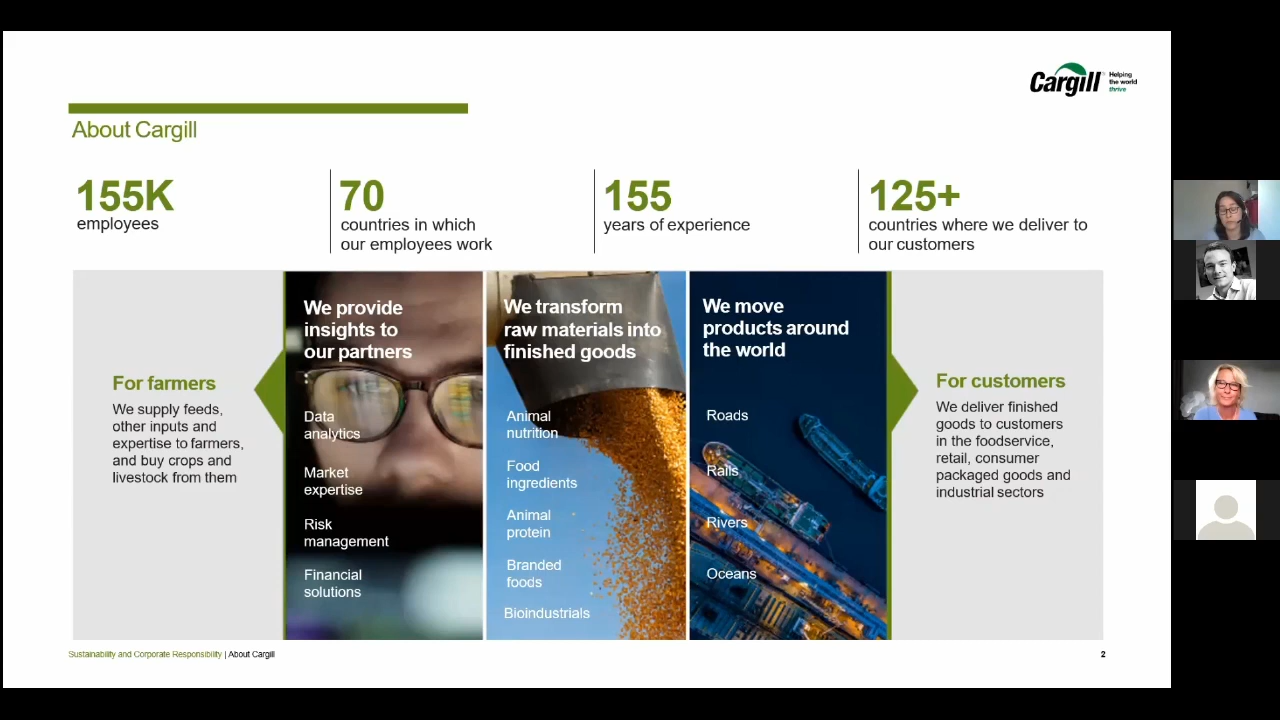 Cargill
Helping
the world
thrive
About Cargill
155K
employees
70
countries in which
our employees work
155
years of experience
125+
countries where we deliver to
our customers
For farmers
We supply feeds,
other inputs and
expertise to farmers,
and buy crops and
livestock from them
We provide
insights to
our partners
:
Data
analytics
Market
expertise
Risk
management
Financial
solutions
We transform
raw materials into
finished goods
Animal
nutrition
Food
ingredients
Animal
protein
Branded
foods
Bioindustrials
We move
products around
the world
Roads
Rails
Rivers
Oceans
For customers
We deliver finished
goods to customers
in the foodservice,
retail, consumer
packaged goods and
industrial sectors
Sustainability and Corporate Responsibility | About Cargill
2